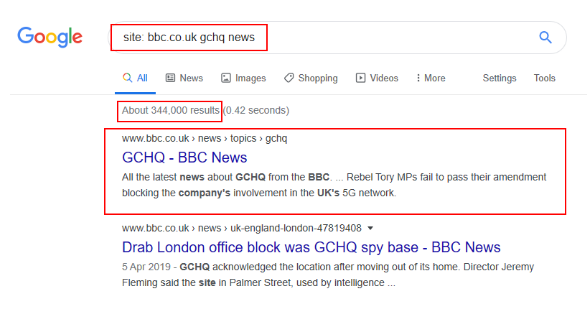 Google
site: bbc.co.uk gchq news
All News Images Shopping Videos More Settings Tools
About 344,000 results (0.42 seconds)
www.bbc.co.uk › news › topics › gchq
GCHQ - BBC News
All the latest news about GCHQ from the BBC. ... Rebel Tory MPs fail to pass their amendment
blocking the company's involvement in the UK's 5G network.
www.bbc.co.uk › news › uk-england-london-47819408
Drab London office block was GCHQ spy base - BBC News
5 Apr 2019 - GCHQ acknowledged the location after moving out of its home. Director Jeremy
Fleming said the site in Palmer Street, used by intelligence ...